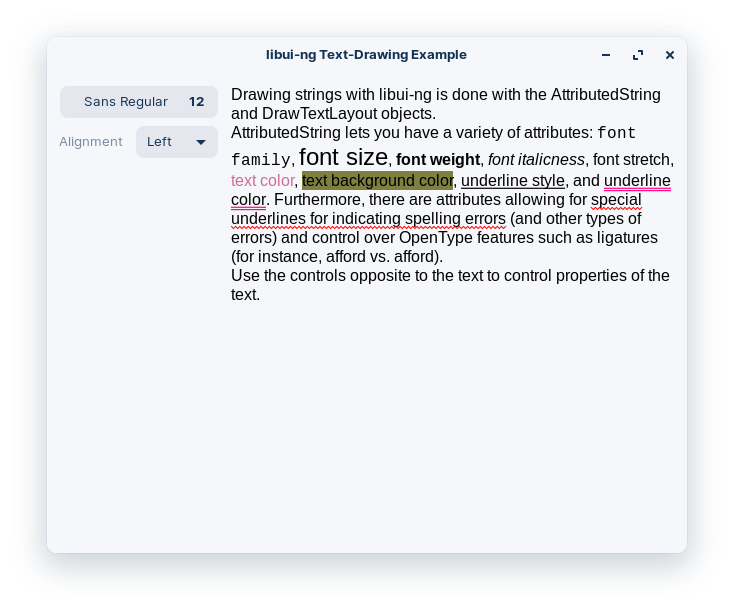 libui-ng Text-Drawing Example
Sans Regular 12
Alignment Left
Drawing strings with libui-ng is done with the AttributedString
and DrawTextLayout objects.
AttributedString lets you have a variety of attributes: font
family, font size, font weight, font italicness, font stretch,
text color, text background color, underline style, and underline
color. Furthermore, there are attributes allowing for special
underlines for indicating spelling errors (and other types of
errors) and control over OpenType features such as ligatures
(for instance, afford vs. afford).
Use the controls opposite to the text to control properties of the
text.